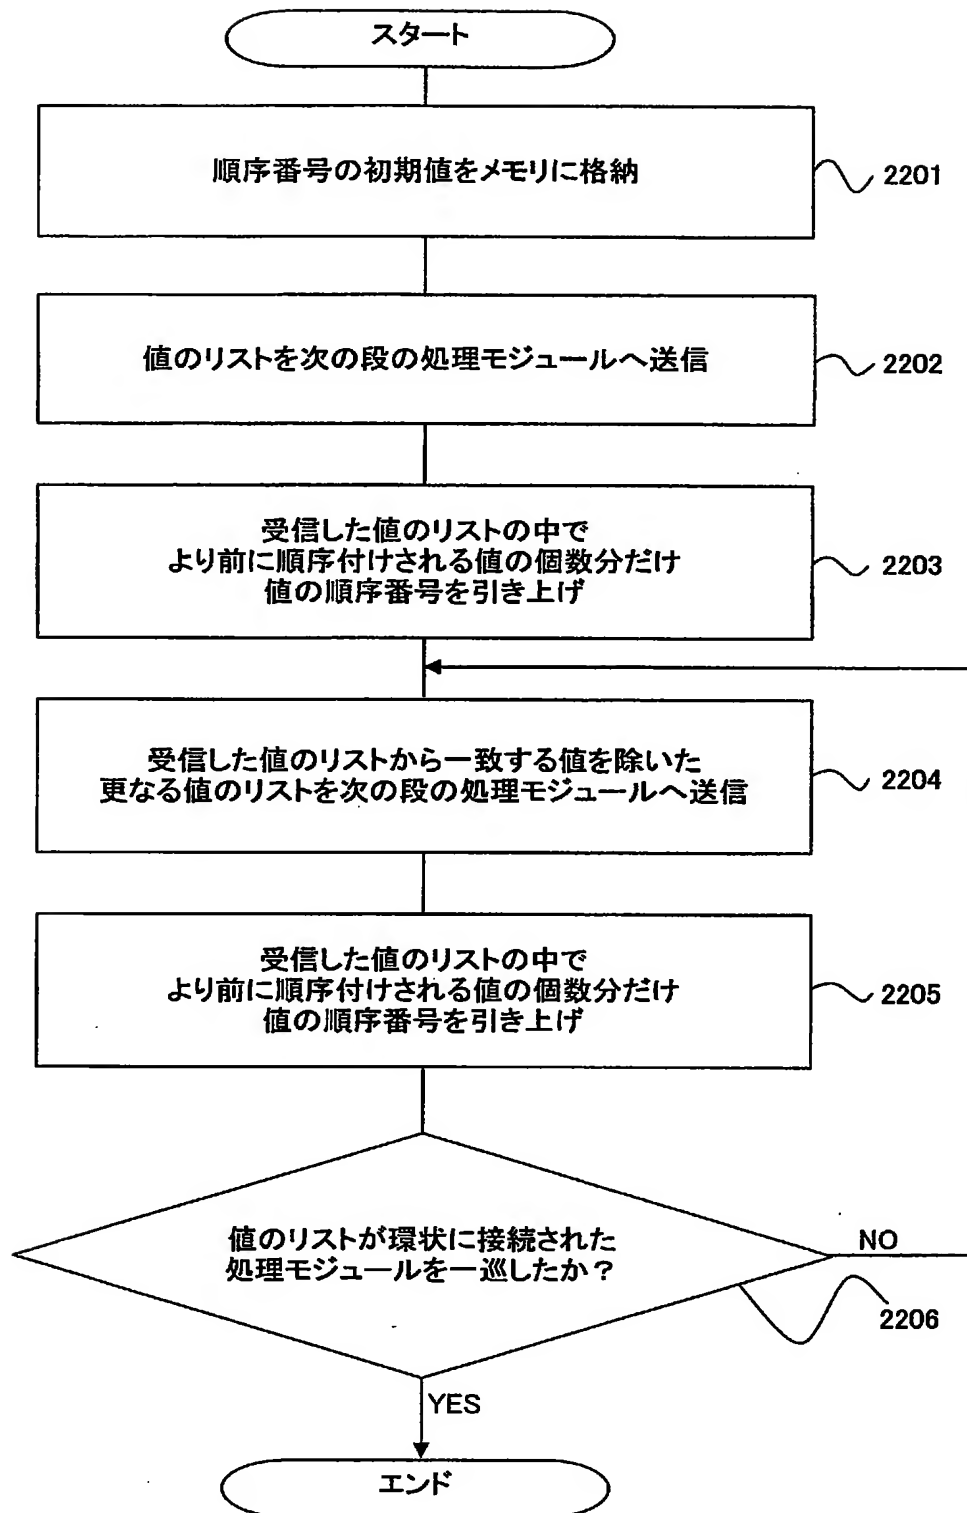 スタート
順序番号の初期値をメモリに格納
2201
値のリストを次の段の処理モジュールへ送信
2202
受信した値のリストの中で
より前に順序付けされる値の個数分だけ
値の順序番号を引き上げ
2203
受信した値のリストから一致する値を除いた
更なる値のリストを次の段の処理モジュールへ送信
2204
受信した値のリストの中で
より前に順序付けされる値の個数分だけ
値の順序番号を引き上げ
2205
値のリストが環状に接続された
処理モジュールを一巡したか？
NO
2206
YES
エンド